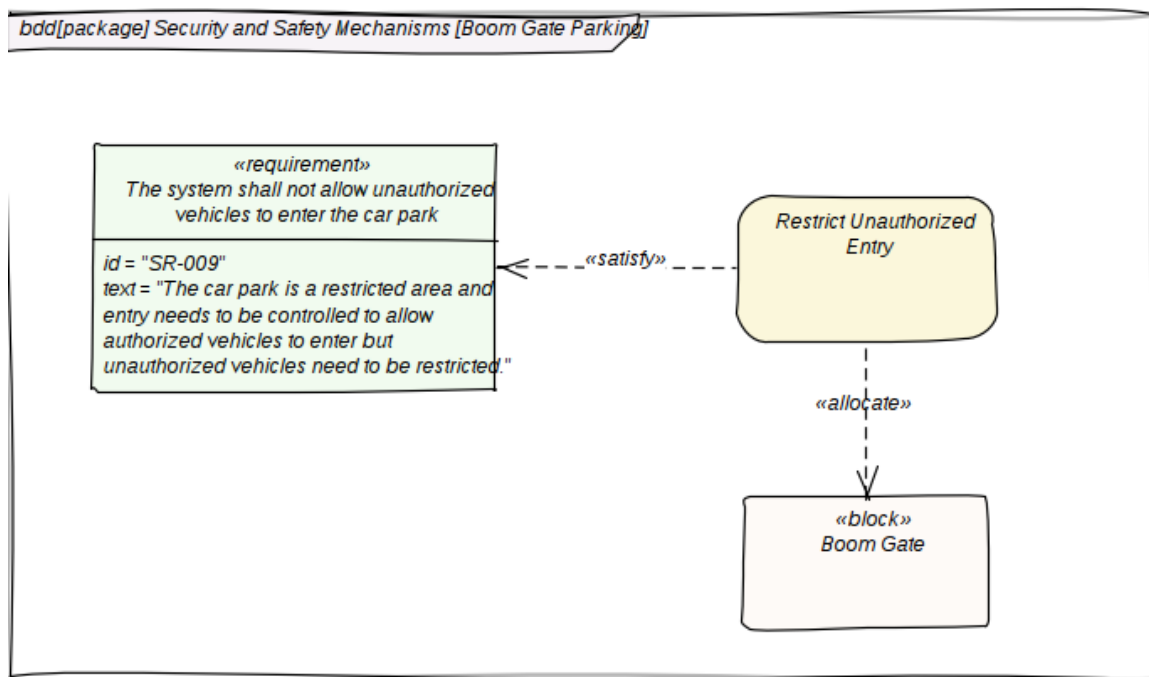 bdd[package] Security and Safety Mechanisms [Boom Gate Parking]
«requirement»
The system shall not allow unauthorized
vehicles to enter the car park
id = "SR-009"
text = "The car park is a restricted area and
entry needs to be controlled to allow
authorized vehicles to enter but
unauthorized vehicles need to be restricted."
«satisfy»
Restrict Unauthorized
Entry
«allocate»
«block»
Boom Gate